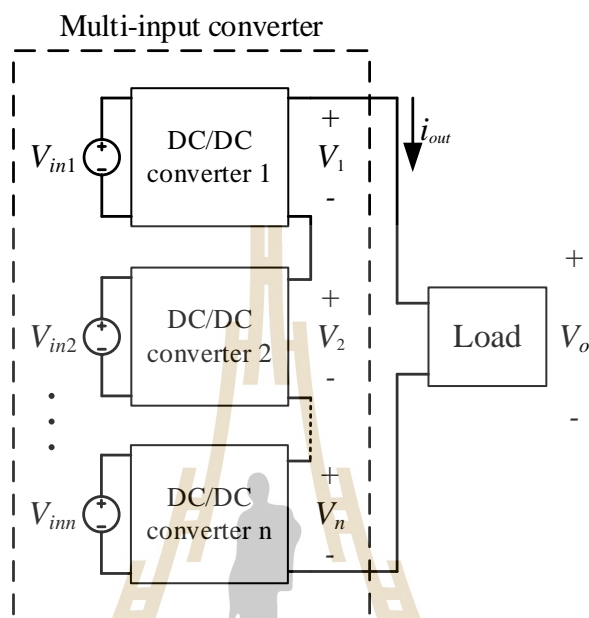 Multi-input converter
V_in1
DC/DC
converter 1
+
V_1
-
i_out
V_in2
DC/DC
converter 2
+
V_2
-
Load
+
V_o
-
V_inn
DC/DC
converter n
+
V_n
-